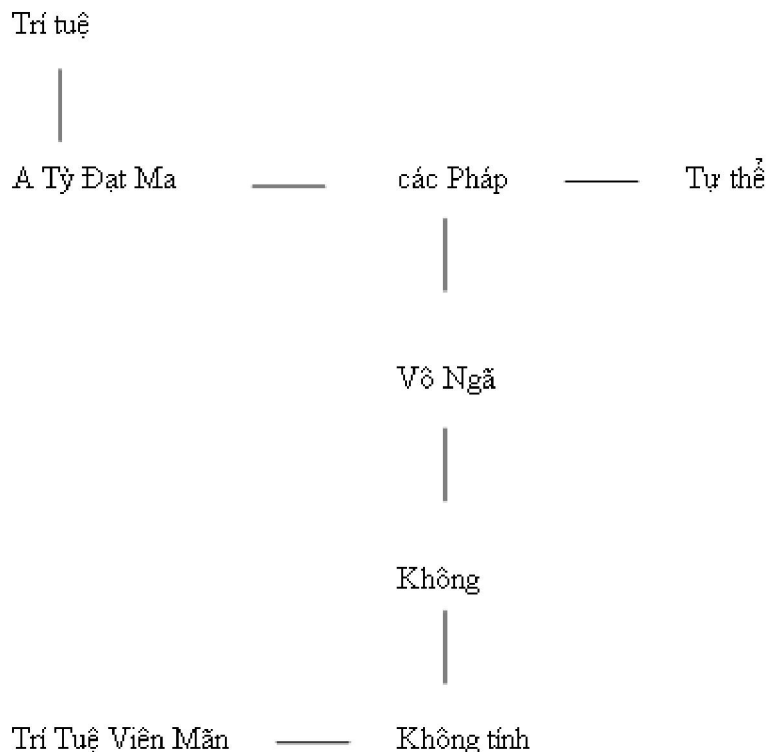 Trí tuệ
A Tỳ Đạt Ma các Pháp Tự thể
Vô Ngã
Không
Trí Tuệ Viên Mãn Không tính